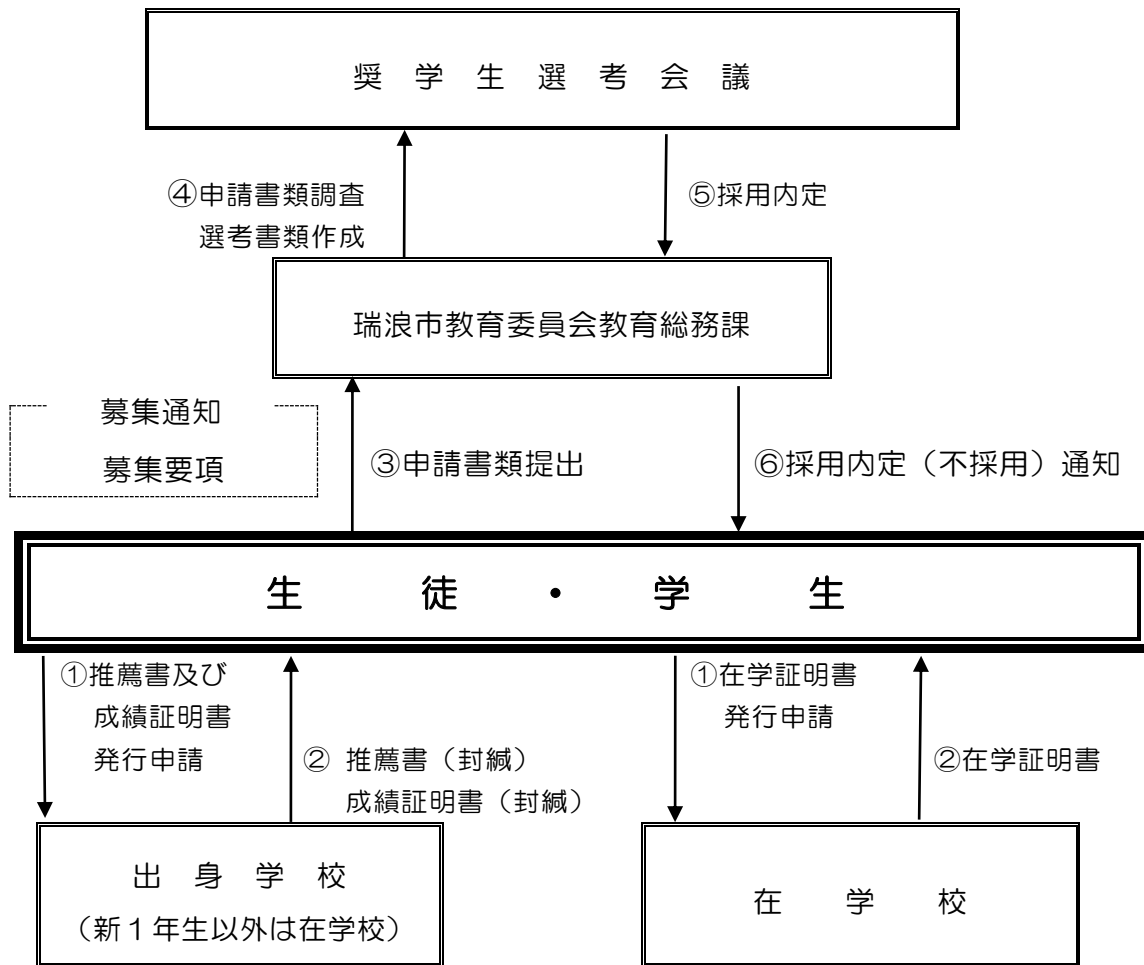 奨 学 生 選 考 会 議
④申請書類調査
選考書類作成
⑤採用内定
瑞浪市教育委員会教育総務課
募集通知
募集要項
③申請書類提出
⑥採用内定（不採用）通知
生 徒 ・ 学 生
①推薦書及び
成績証明書
発行申請
② 推薦書（封緘）
成績証明書（封緘）
①在学証明書
発行申請
②在学証明書
出 身 学 校
（新１年生以外は在学校）
在 学 校